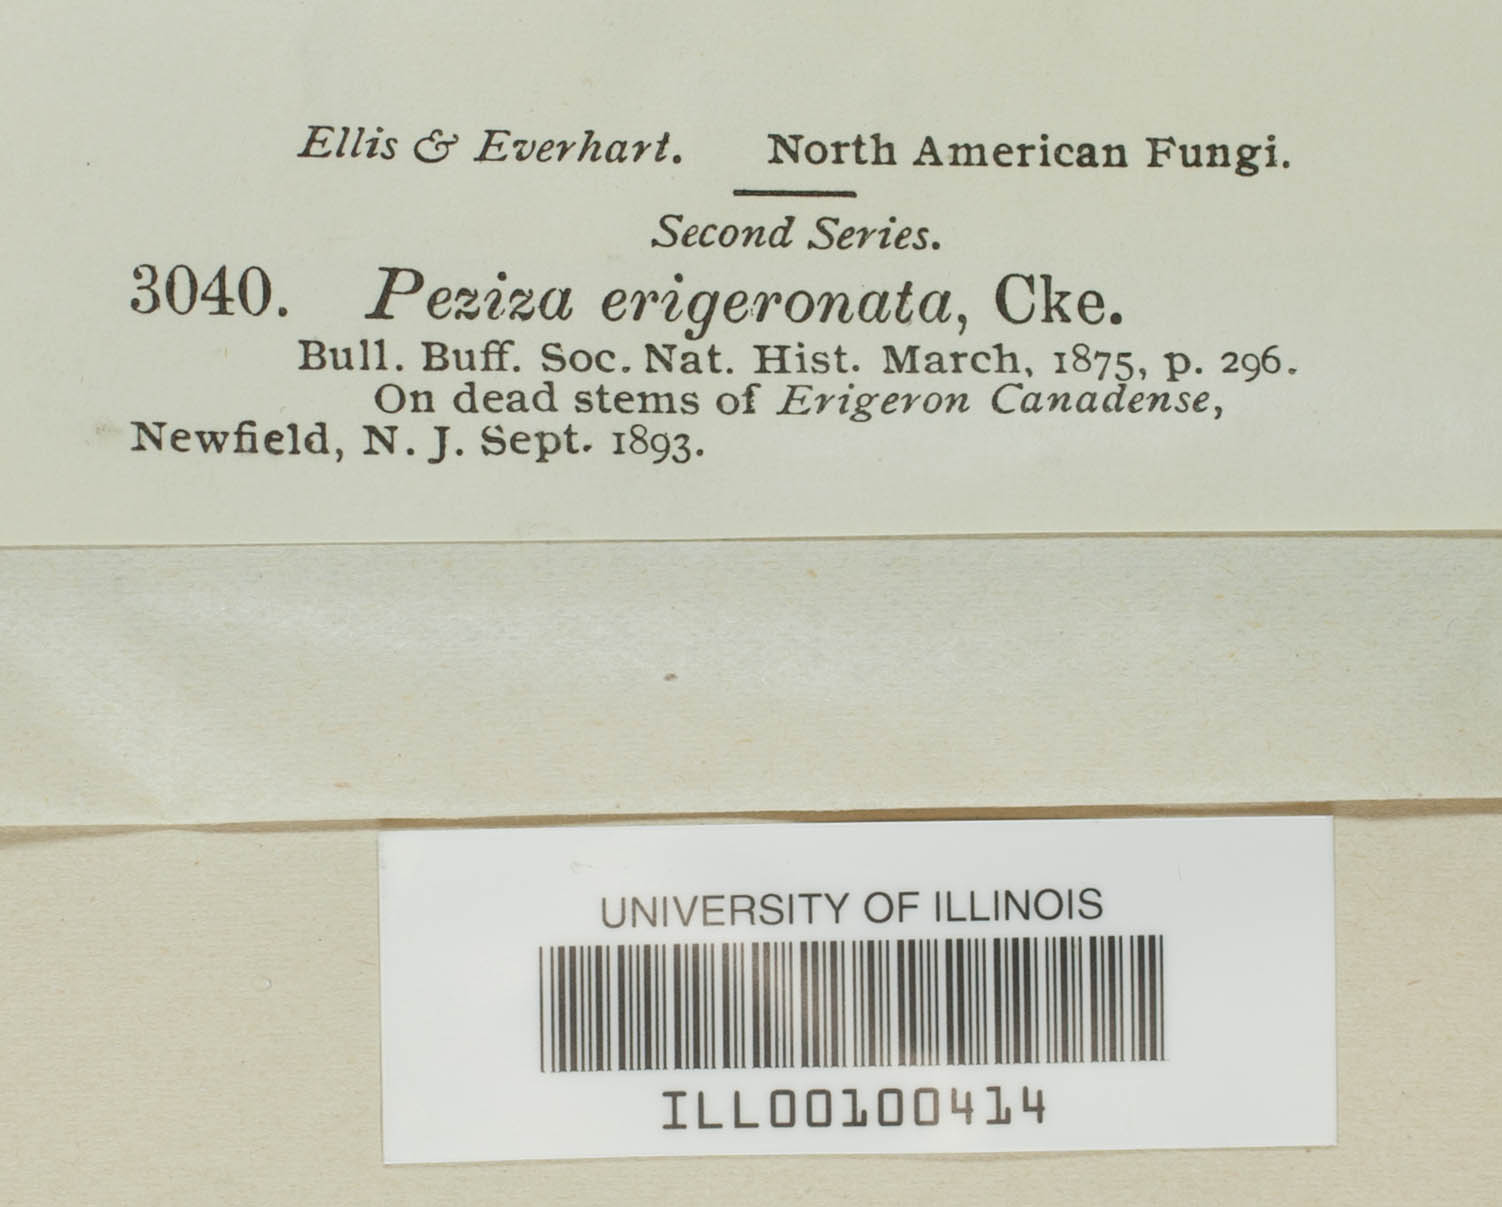 Ellis & Everhart. North American Fungi.
Second Series.
3040. Peziza erigeronata, Cke.
Bull. Buff. Soc. Nat. Hist. March, 1875, p. 296.
On dead stems of Erigeron Canadense,
Newfield, N. J. Sept. 1893.
UNIVERSITY OF ILLINOIS
ILL00100414